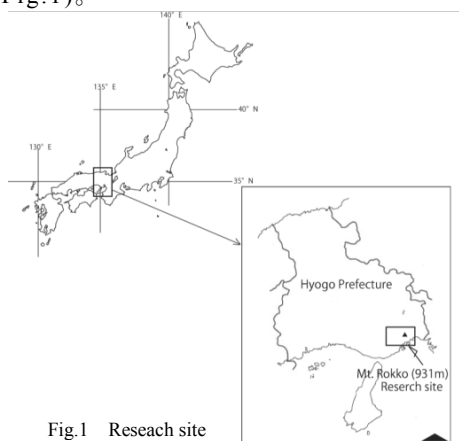 Fig.1)。
140° E
135° E
40° N
130° E
35° N
Hyogo Prefecture
Mt. Rokko (931m)
Reserch site
Fig.1 Reseach site